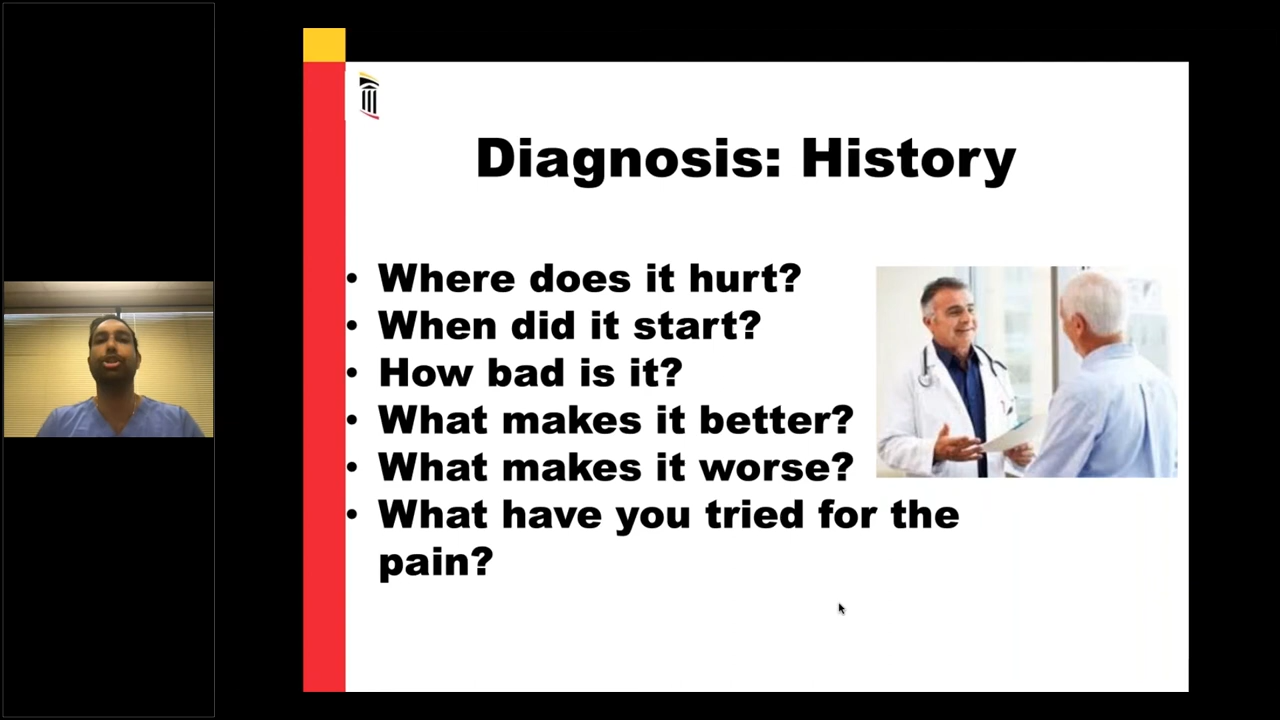 Diagnosis: History
• Where does it hurt?
• When did it start?
• How bad is it?
• What makes it better?
• What makes it worse?
• What have you tried for the
pain?